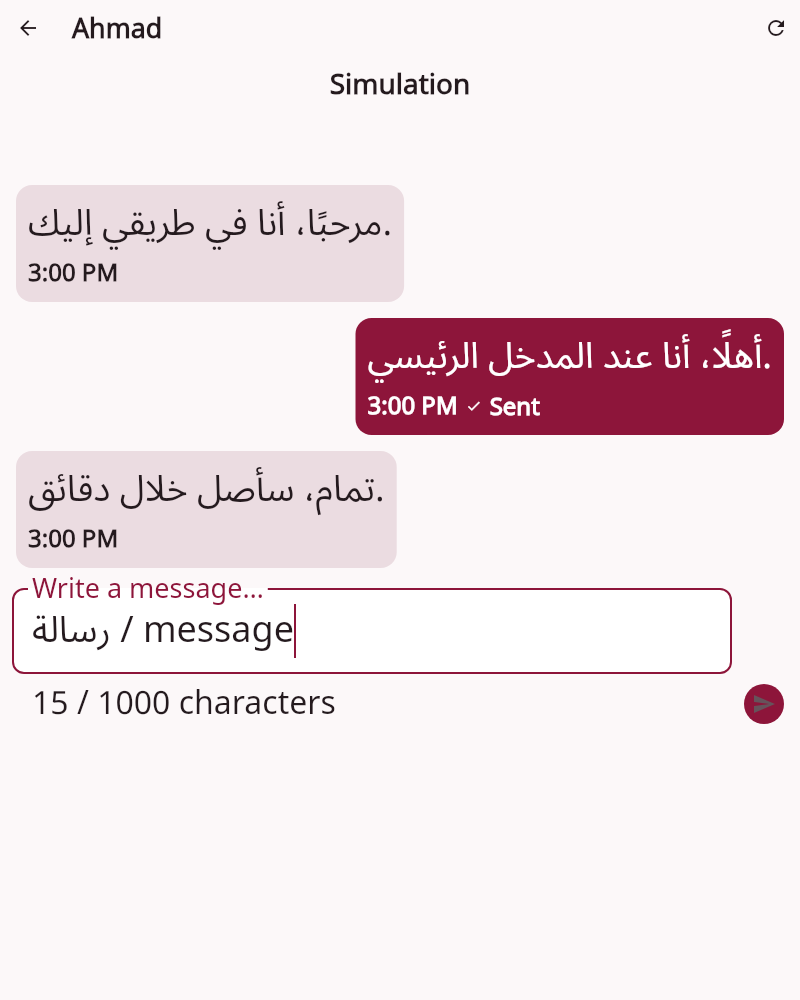 Ahmad
Simulation
مرحبًا، أنا في طريقي إليك.
3:00 PM
أهلًا، أنا عند المدخل الرئيسي.
3:00 PM ✓ Sent
تمام، سأصل خلال دقائق.
3:00 PM
Write a message...
رسالة / message
15 / 1000 characters